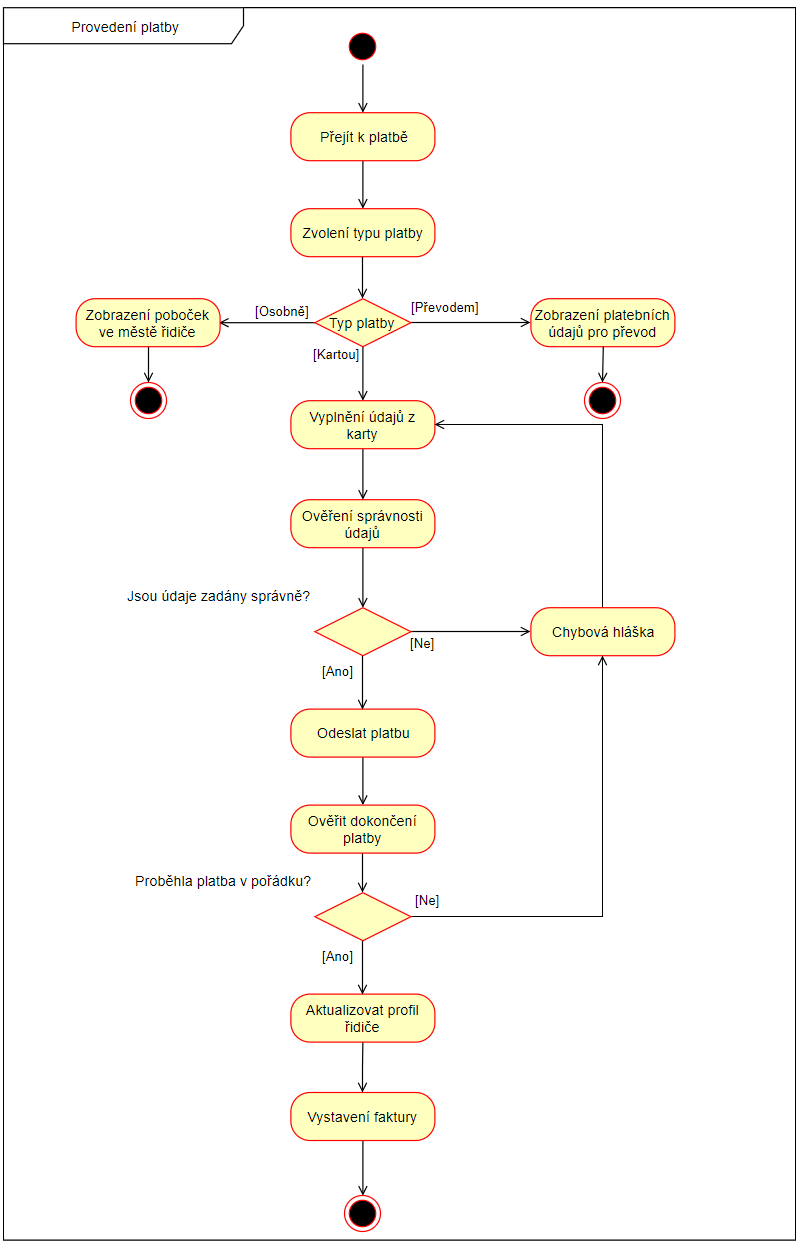 Provedení platby
Přejít k platbě
Zvolení typu platby
[Osobně]
[Převodem]
Zobrazení poboček
ve městě řidiče
Typ platby
Zobrazení platebních
údajů pro převod
[Kartou]
Vyplnění údajů z
karty
Ověření správnosti
údajů
Jsou údaje zadány správně?
[Ne]
Chybová hláška
[Ano]
Odeslat platbu
Ověřit dokončení
platby
Proběhla platba v pořádku?
[Ne]
[Ano]
Aktualizovat profil
řidiče
Vystavení faktury